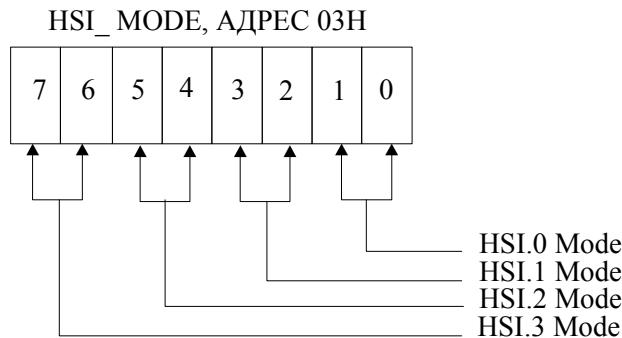 HSI_ MODE, АДРЕС 03H
7 6 5 4 3 2 1 0
HSI.0 Mode
HSI.1 Mode
HSI.2 Mode
HSI.3 Mode